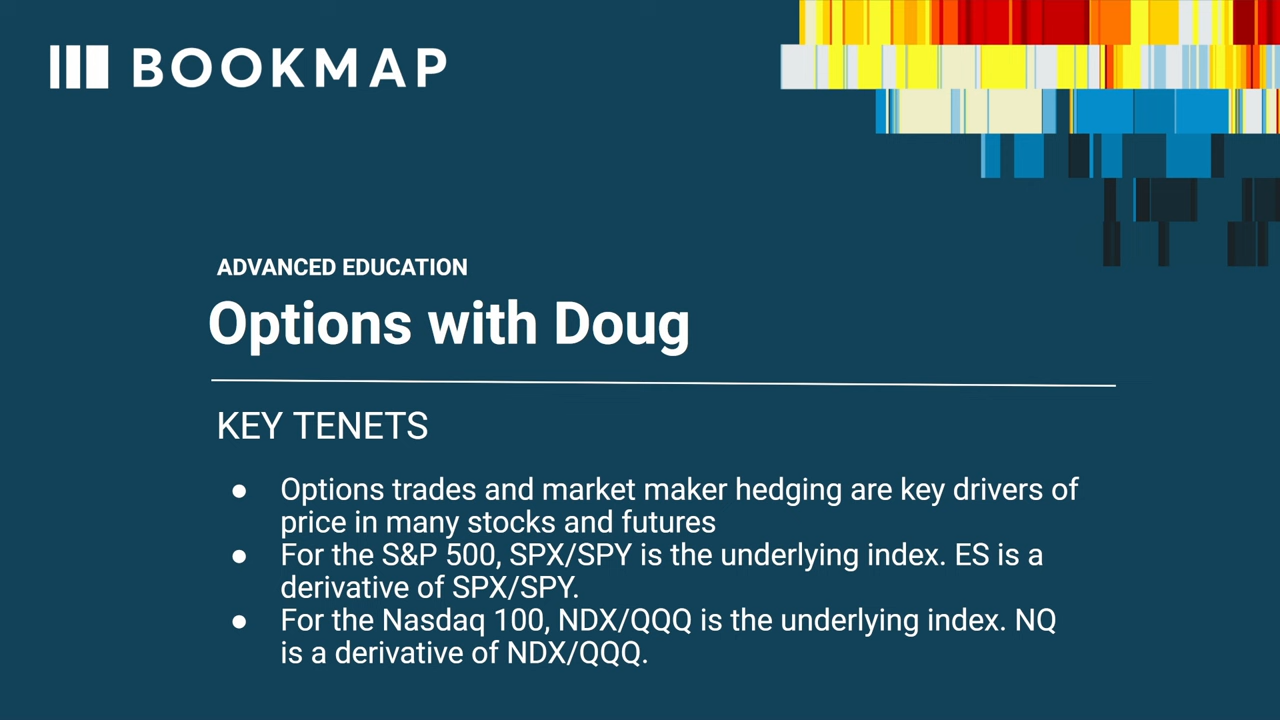 BOOKMAP
ADVANCED EDUCATION
Options with Doug
KEY TENETS
● Options trades and market maker hedging are key drivers of
price in many stocks and futures
● For the S&P 500, SPX/SPY is the underlying index. ES is a
derivative of SPX/SPY.
● For the Nasdaq 100, NDX/QQQ is the underlying index. NQ
is a derivative of NDX/QQQ.